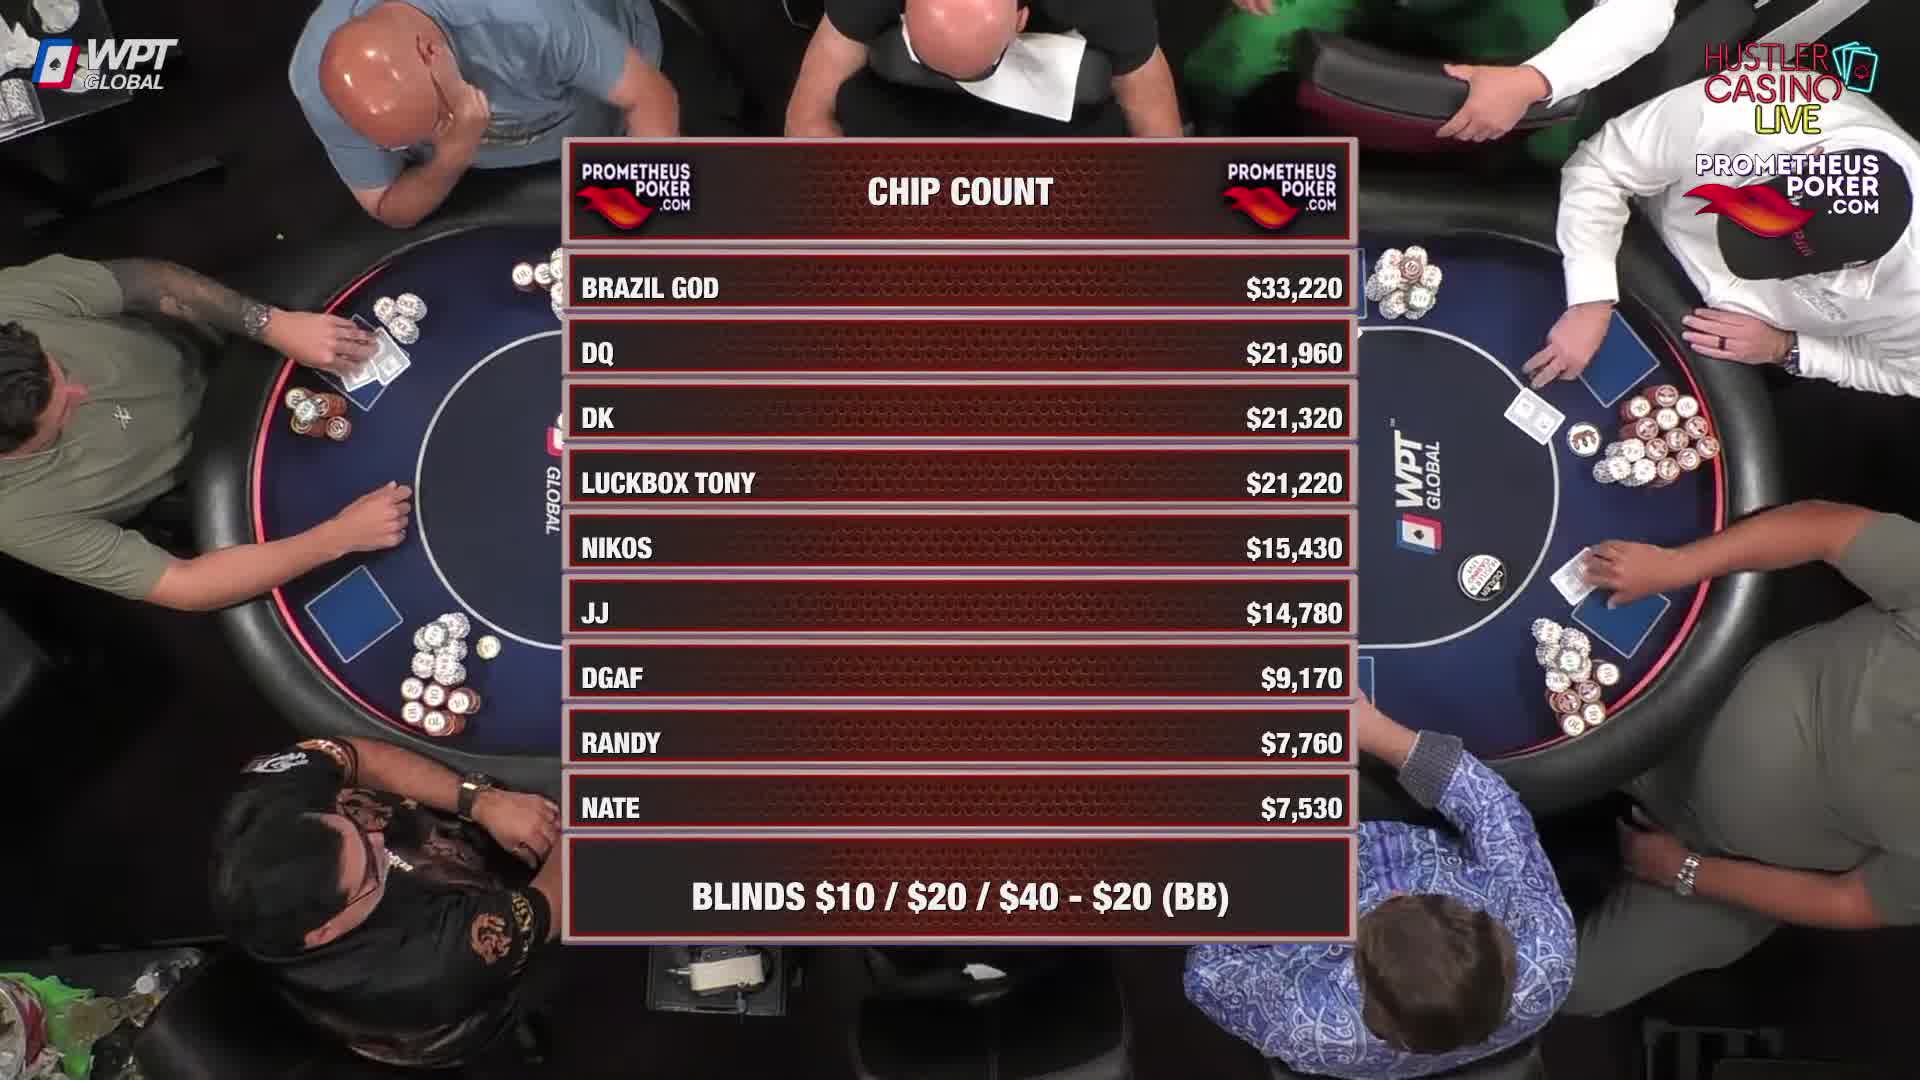 WPT
GLOBAL
HUSTLER
CASINO
LIVE
PROMETHEUS
POKER
.COM
PROMETHEUS
POKER
.COM
CHIP COUNT
PROMETHEUS
POKER
.COM
BRAZIL GOD $33,220
DQ $21,960
DK $21,320
LUCKBOX TONY $21,220
NIKOS $15,430
JJ $14,780
DGAF $9,170
RANDY $7,760
NATE $7,530
BLINDS $10 / $20 / $40 - $20 (BB)
GLOBAL
WPT
GLOBAL